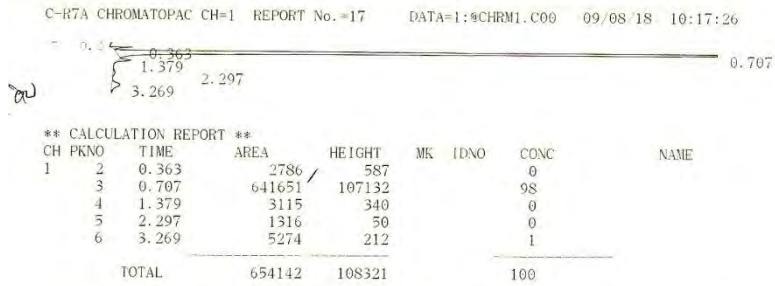 C-R7A CHROMATOPAC CH=1 REPORT No.=17 DATA=1:@CHRM1.C00 09/08/18 10:17:26
0.363
0.707
1.379
2.297
3.269
** CALCULATION REPORT **
CH PKNO TIME AREA HEIGHT MK IDNO CONC NAME
1 2 0.363 2786 587 0
3 0.707 641651 107132 98
4 1.379 3115 340 0
5 2.297 1316 50 0
6 3.269 5274 212 1
TOTAL 654142 108321 100